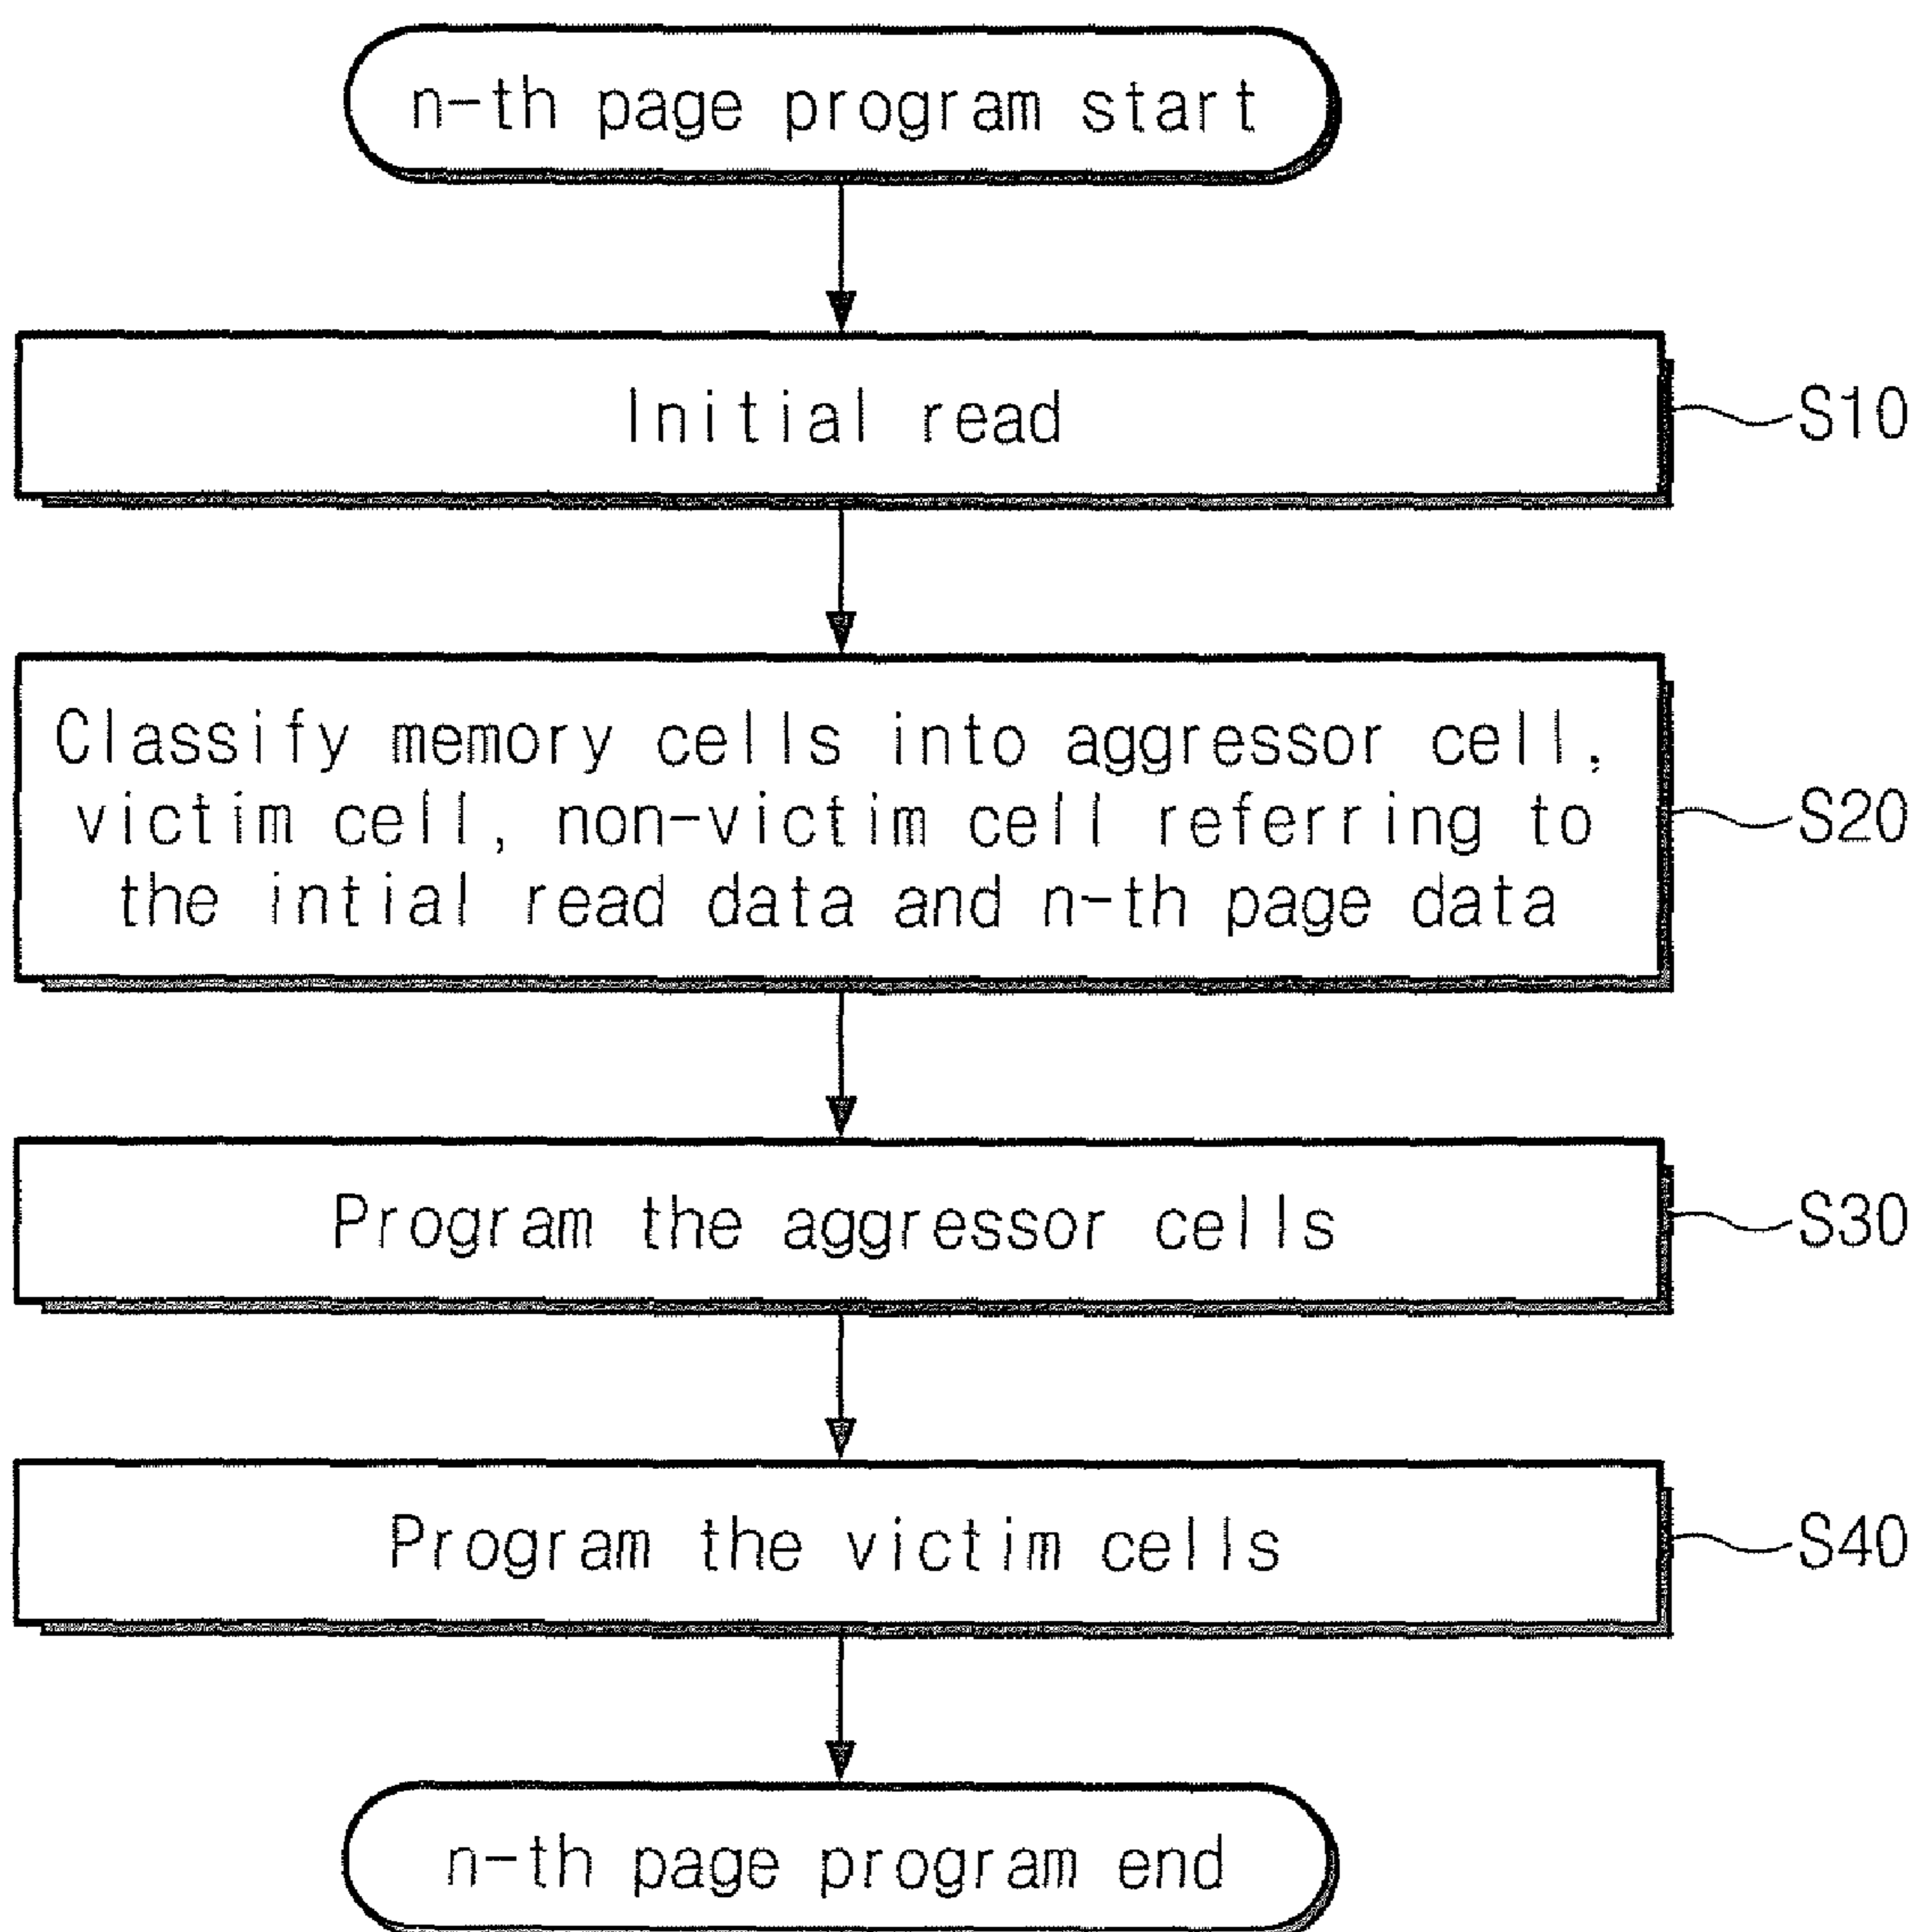 n-th page program start
Initial read
S10
Classify memory cells into aggressor cell,
victim cell, non-victim cell referring to
the intial read data and n-th page data
S20
Program the aggressor cells
S30
Program the victim cells
S40
n-th page program end